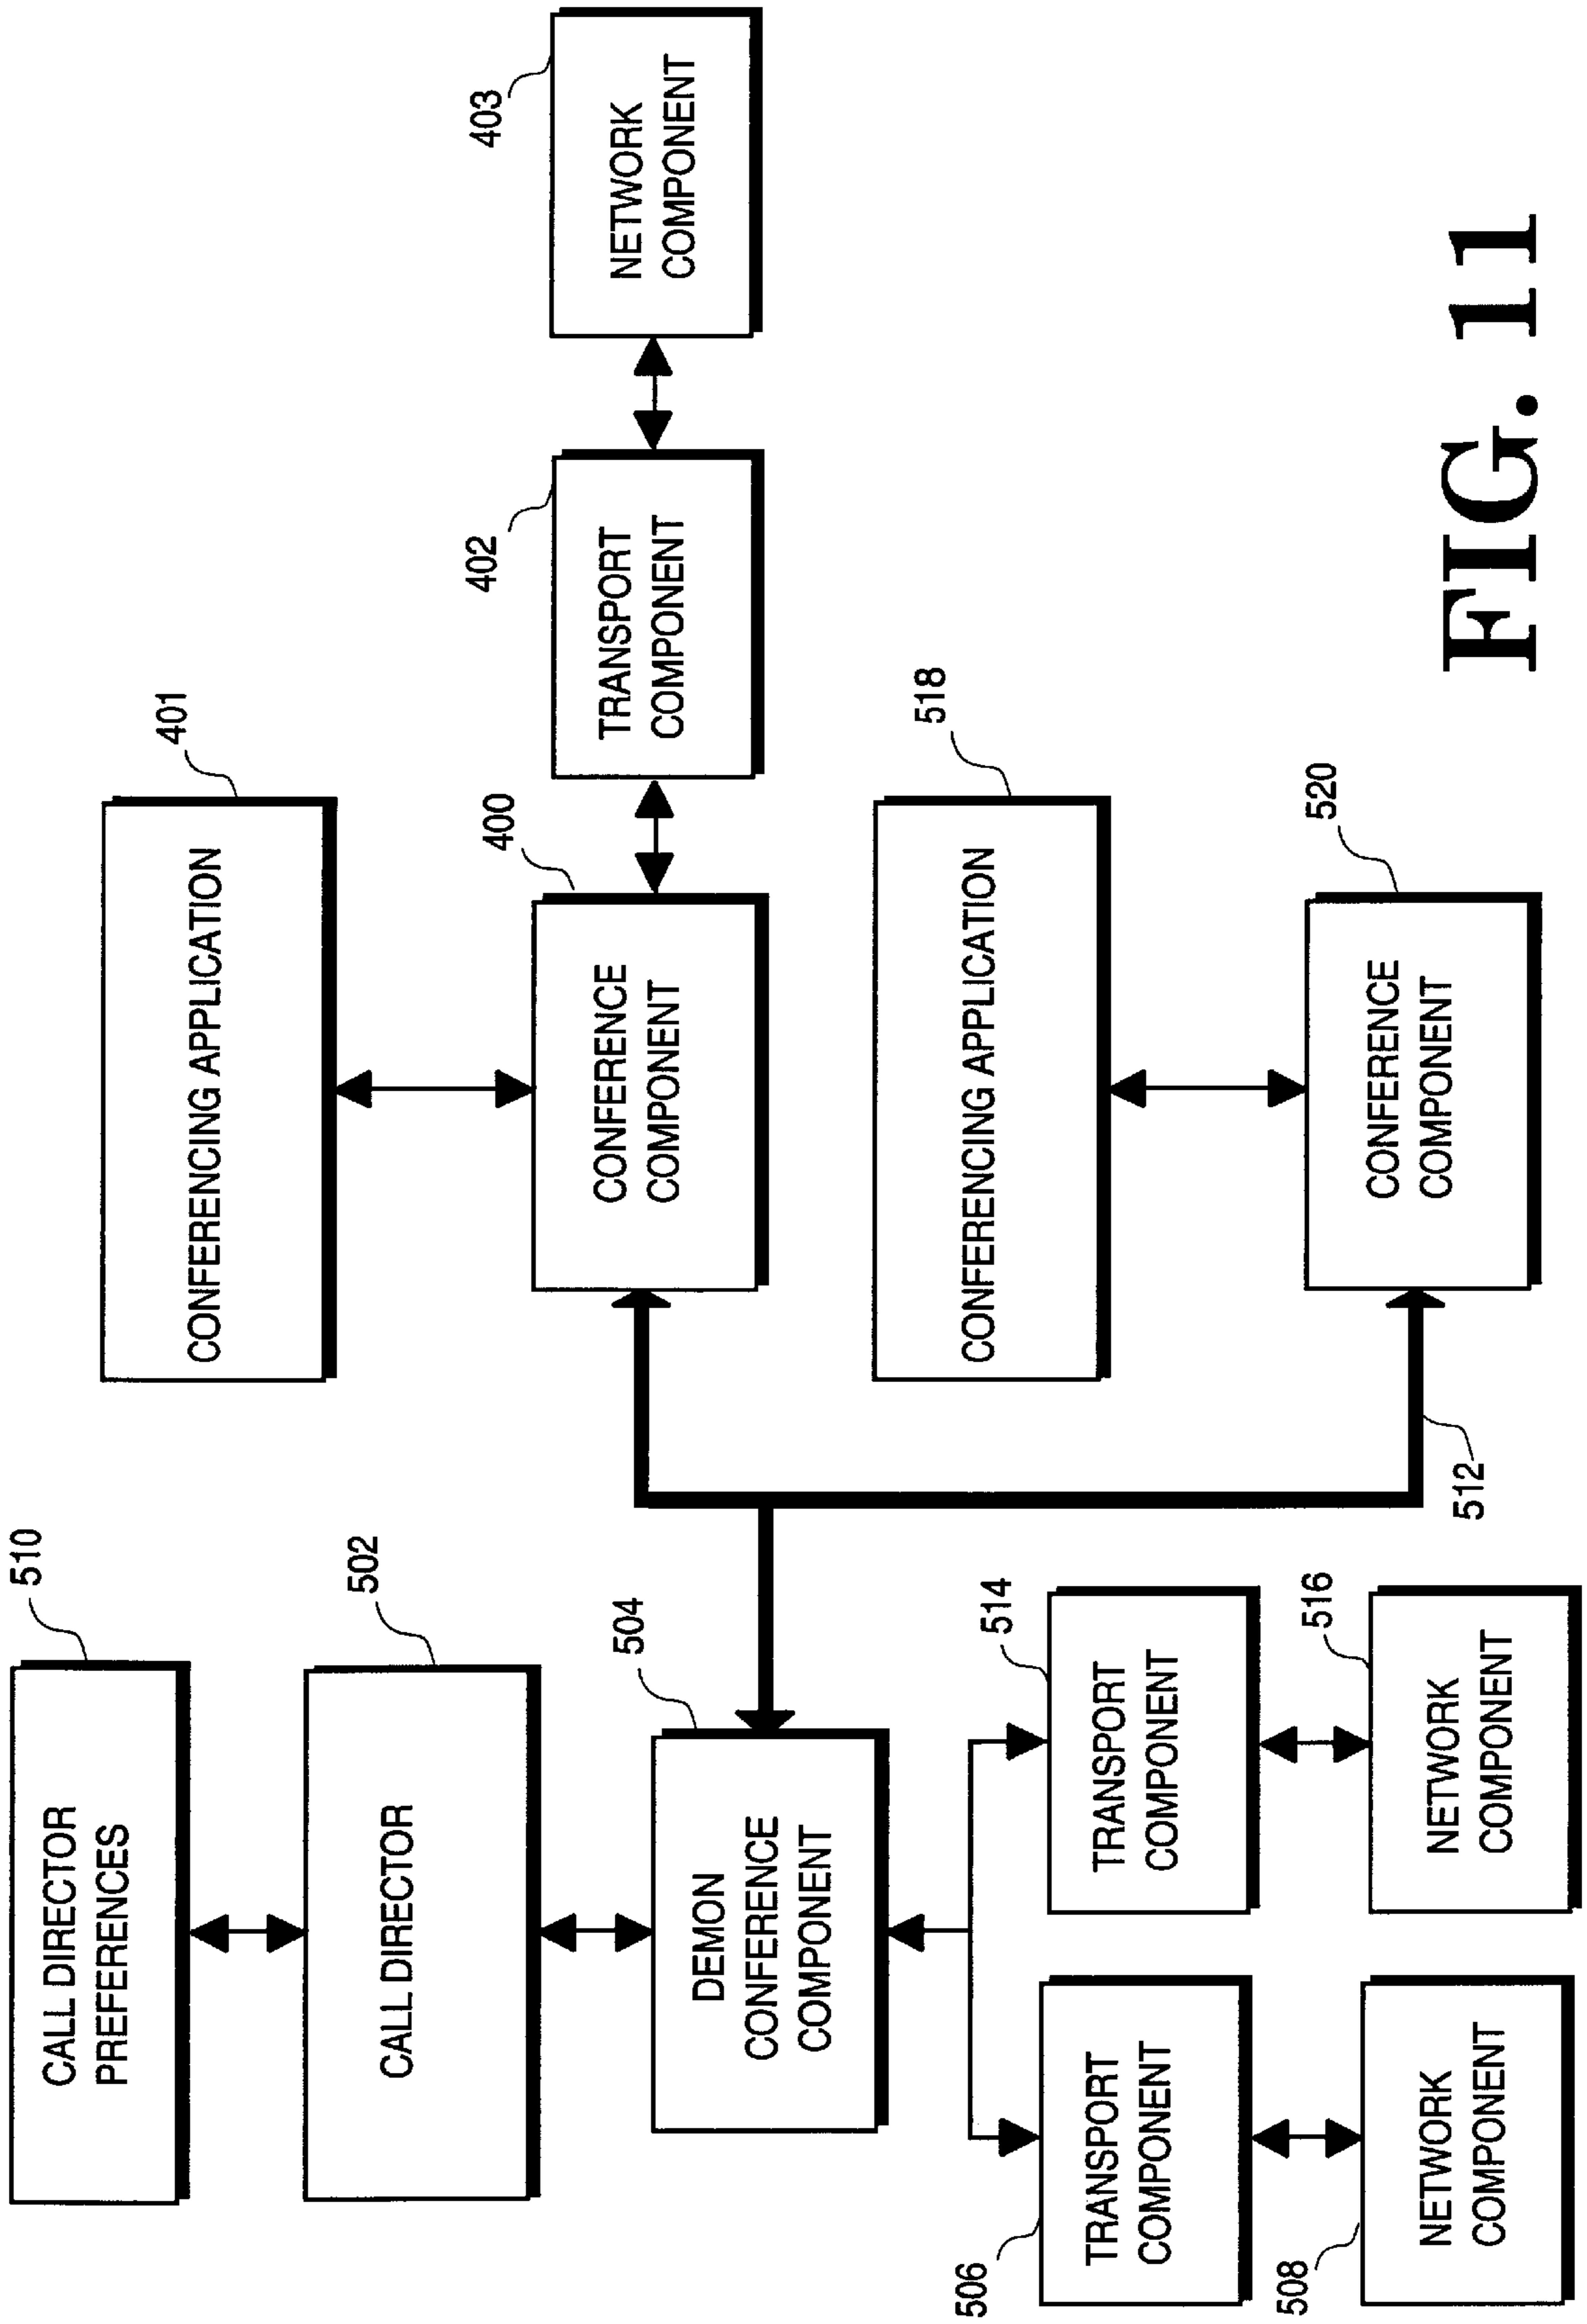 510
CALL DIRECTOR
PREFERENCES
502
CALL DIRECTOR
504
DEMON
CONFERENCE
COMPONENT
506
TRANSPORT
COMPONENT
508
NETWORK
COMPONENT
514
TRANSPORT
COMPONENT
516
NETWORK
COMPONENT
512
401
CONFERENCING APPLICATION
400
CONFERENCE
COMPONENT
402
TRANSPORT
COMPONENT
403
NETWORK
COMPONENT
518
CONFERENCING APPLICATION
520
CONFERENCE
COMPONENT
FIG. 11